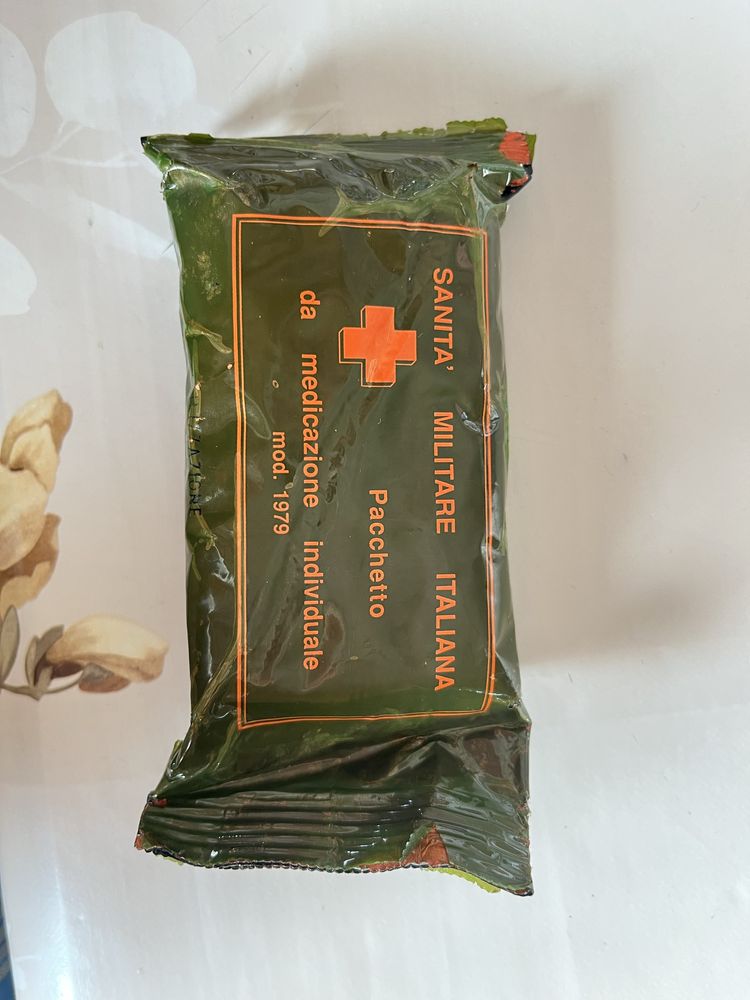 SANITA' MILITARE ITALIANA
Pacchetto
da medicazione individuale
mod. 1979